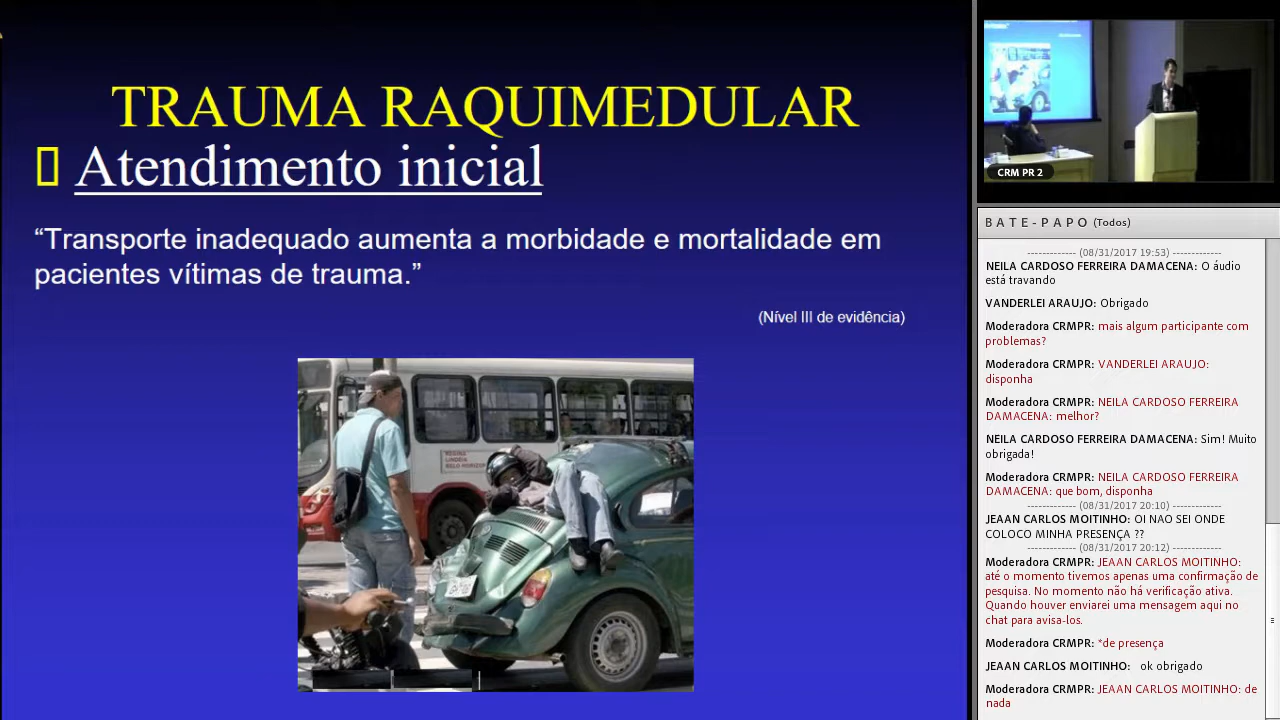 TRAUMA RAQUIMEDULAR
Atendimento inicial
“Transporte inadequado aumenta a morbidade e mortalidade em
pacientes vítimas de trauma.”
(Nível III de evidência)
CRM PR 2
BATE-PAPO (Todos)
------------- (08/31/2017 19:53) -------------
NEILA CARDOSO FERREIRA DAMACENA: O áudio
está travando
VANDERLEI ARAUJO: Obrigado
Moderadora CRMPR: mais algum participante com
problemas?
Moderadora CRMPR: VANDERLEI ARAUJO:
disponha
Moderadora CRMPR: NEILA CARDOSO FERREIRA
DAMACENA: melhor?
NEILA CARDOSO FERREIRA DAMACENA: Sim! Muito
obrigada!
Moderadora CRMPR: NEILA CARDOSO FERREIRA
DAMACENA: que bom, disponha
------------- (08/31/2017 20:10) -------------
JEAAN CARLOS MOITINHO: OI NAO SEI ONDE
COLOCO MINHA PRESENÇA ??
------------- (08/31/2017 20:12) -------------
Moderadora CRMPR: JEAAN CARLOS MOITINHO:
até o momento tivemos apenas uma confirmação de
pesquisa. No momento não há verificação ativa.
Quando houver enviarei uma mensagem aqui no
chat para avisa-los.
Moderadora CRMPR: *de presença
JEAAN CARLOS MOITINHO: ok obrigado
Moderadora CRMPR: JEAAN CARLOS MOITINHO: de
nada